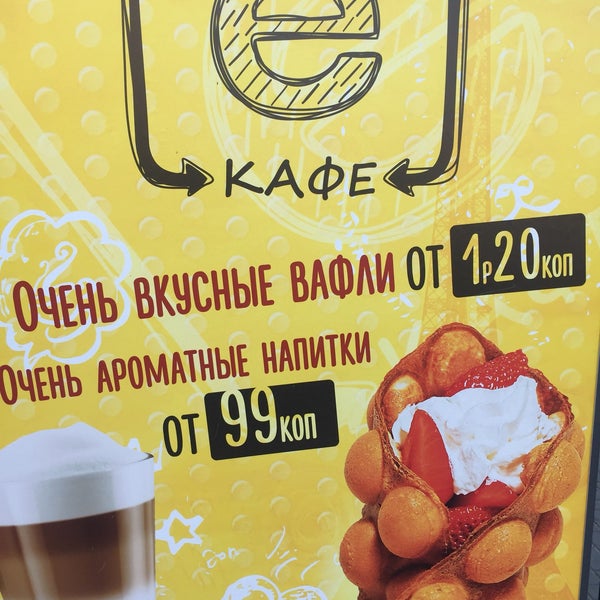 е
КАФЕ
ОЧЕНЬ ВКУСНЫЕ ВАФЛИ ОТ 1р20коп
ОЧЕНЬ АРОМАТНЫЕ НАПИТКИ
ОТ 99коп